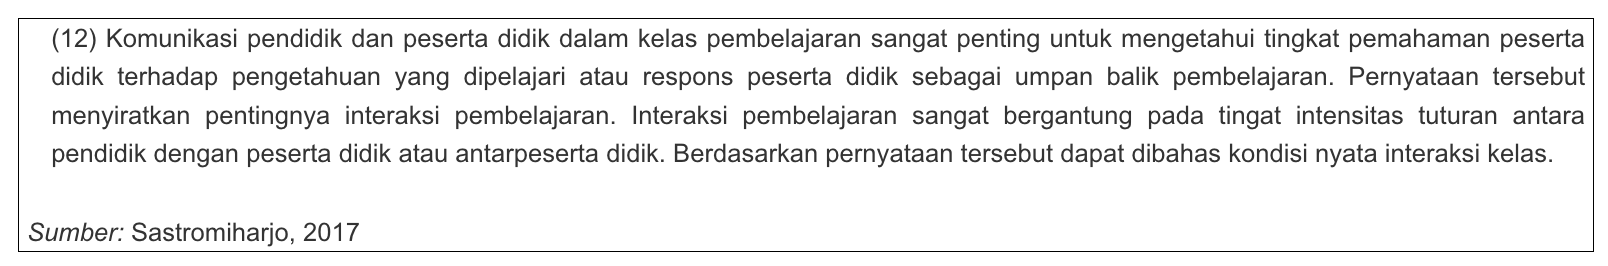 (12) Komunikasi pendidik dan peserta didik dalam kelas pembelajaran sangat penting untuk mengetahui tingkat pemahaman peserta
didik terhadap pengetahuan yang dipelajari atau respons peserta didik sebagai umpan balik pembelajaran. Pernyataan tersebut
menyiratkan pentingnya interaksi pembelajaran. Interaksi pembelajaran sangat bergantung pada tingat intensitas tuturan antara
pendidik dengan peserta didik atau antarpeserta didik. Berdasarkan pernyataan tersebut dapat dibahas kondisi nyata interaksi kelas.
Sumber: Sastromiharjo, 2017